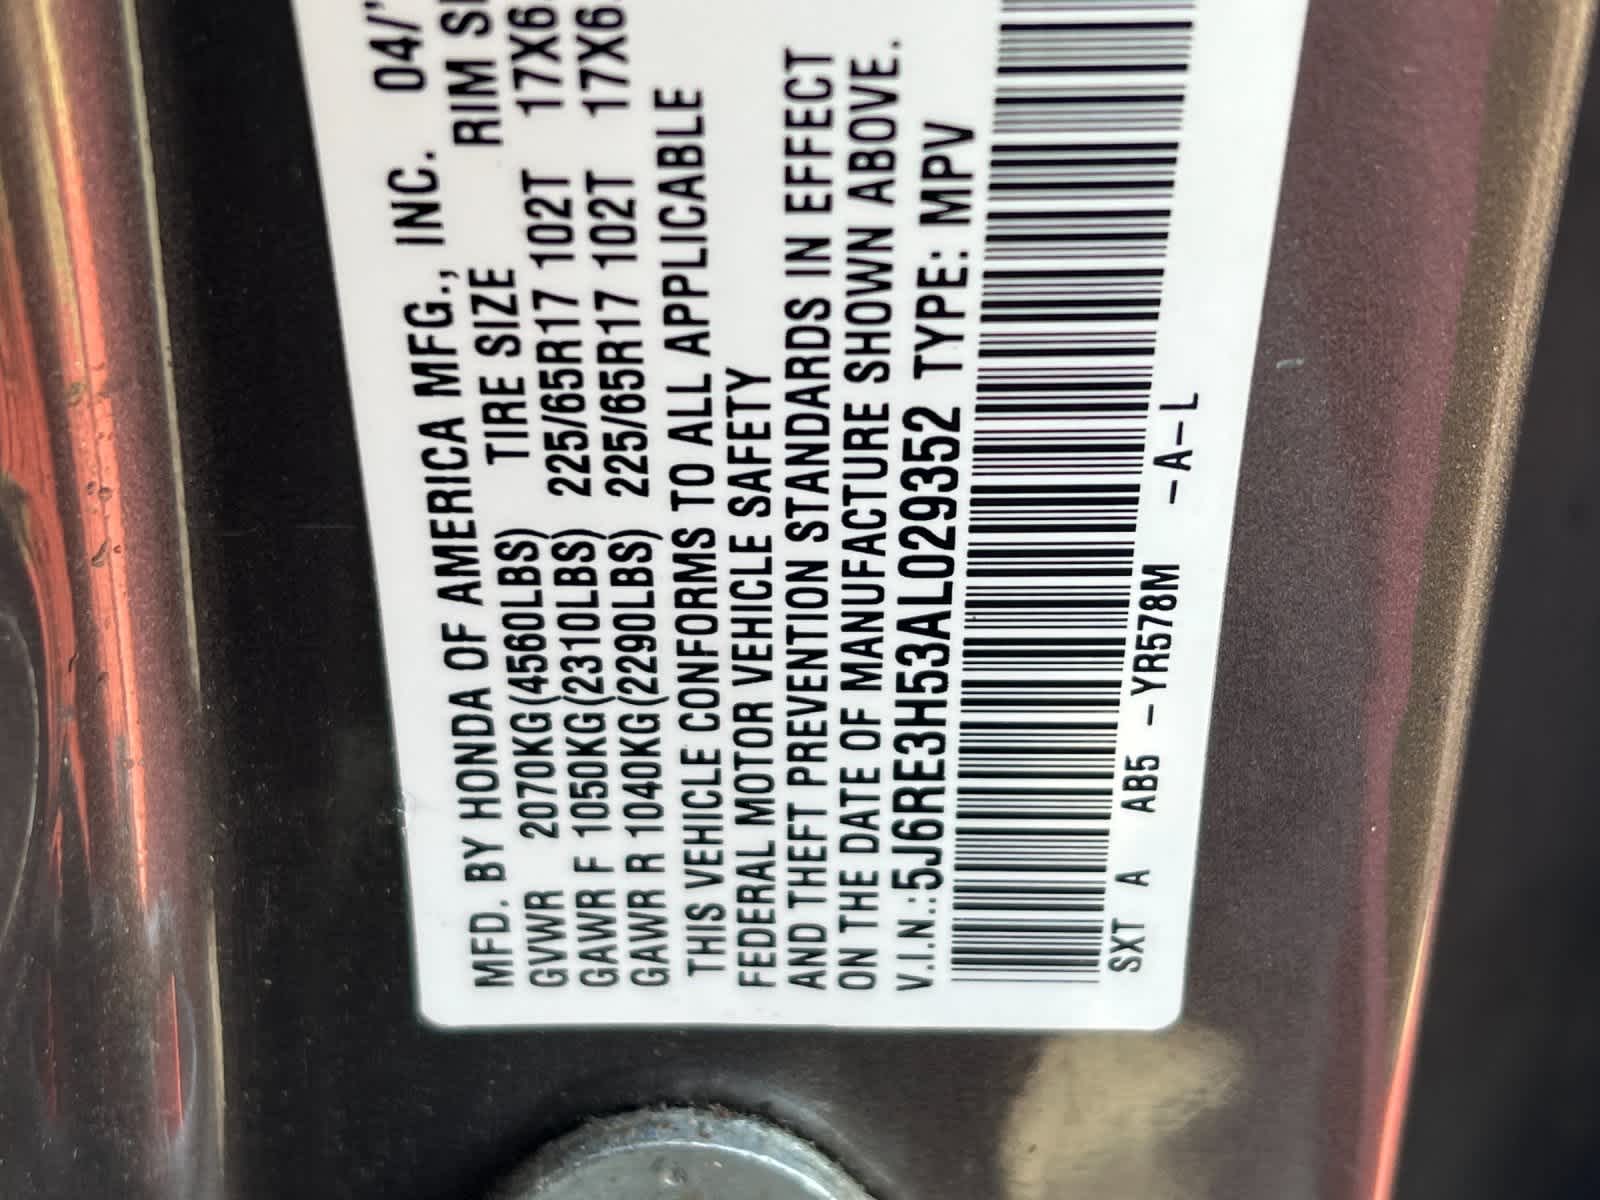 MFD. BY HONDA OF AMERICA MFG., INC. 04/
TIRE SIZE RIM
GVWR 2070KG(4560LBS) 225/65R17 102T 17X6
GAWR F 1050KG(2310LBS) 225/65R17 102T 17X6
GAWR R 1040KG(2290LBS)
THIS VEHICLE CONFORMS TO ALL APPLICABLE
FEDERAL MOTOR VEHICLE SAFETY
AND THEFT PREVENTION STANDARDS IN EFFECT
ON THE DATE OF MANUFACTURE SHOWN ABOVE.
V.I.N.:5J6RE3H53AL029352 TYPE: MPV
SXT A AB5 -YR578M -A-L